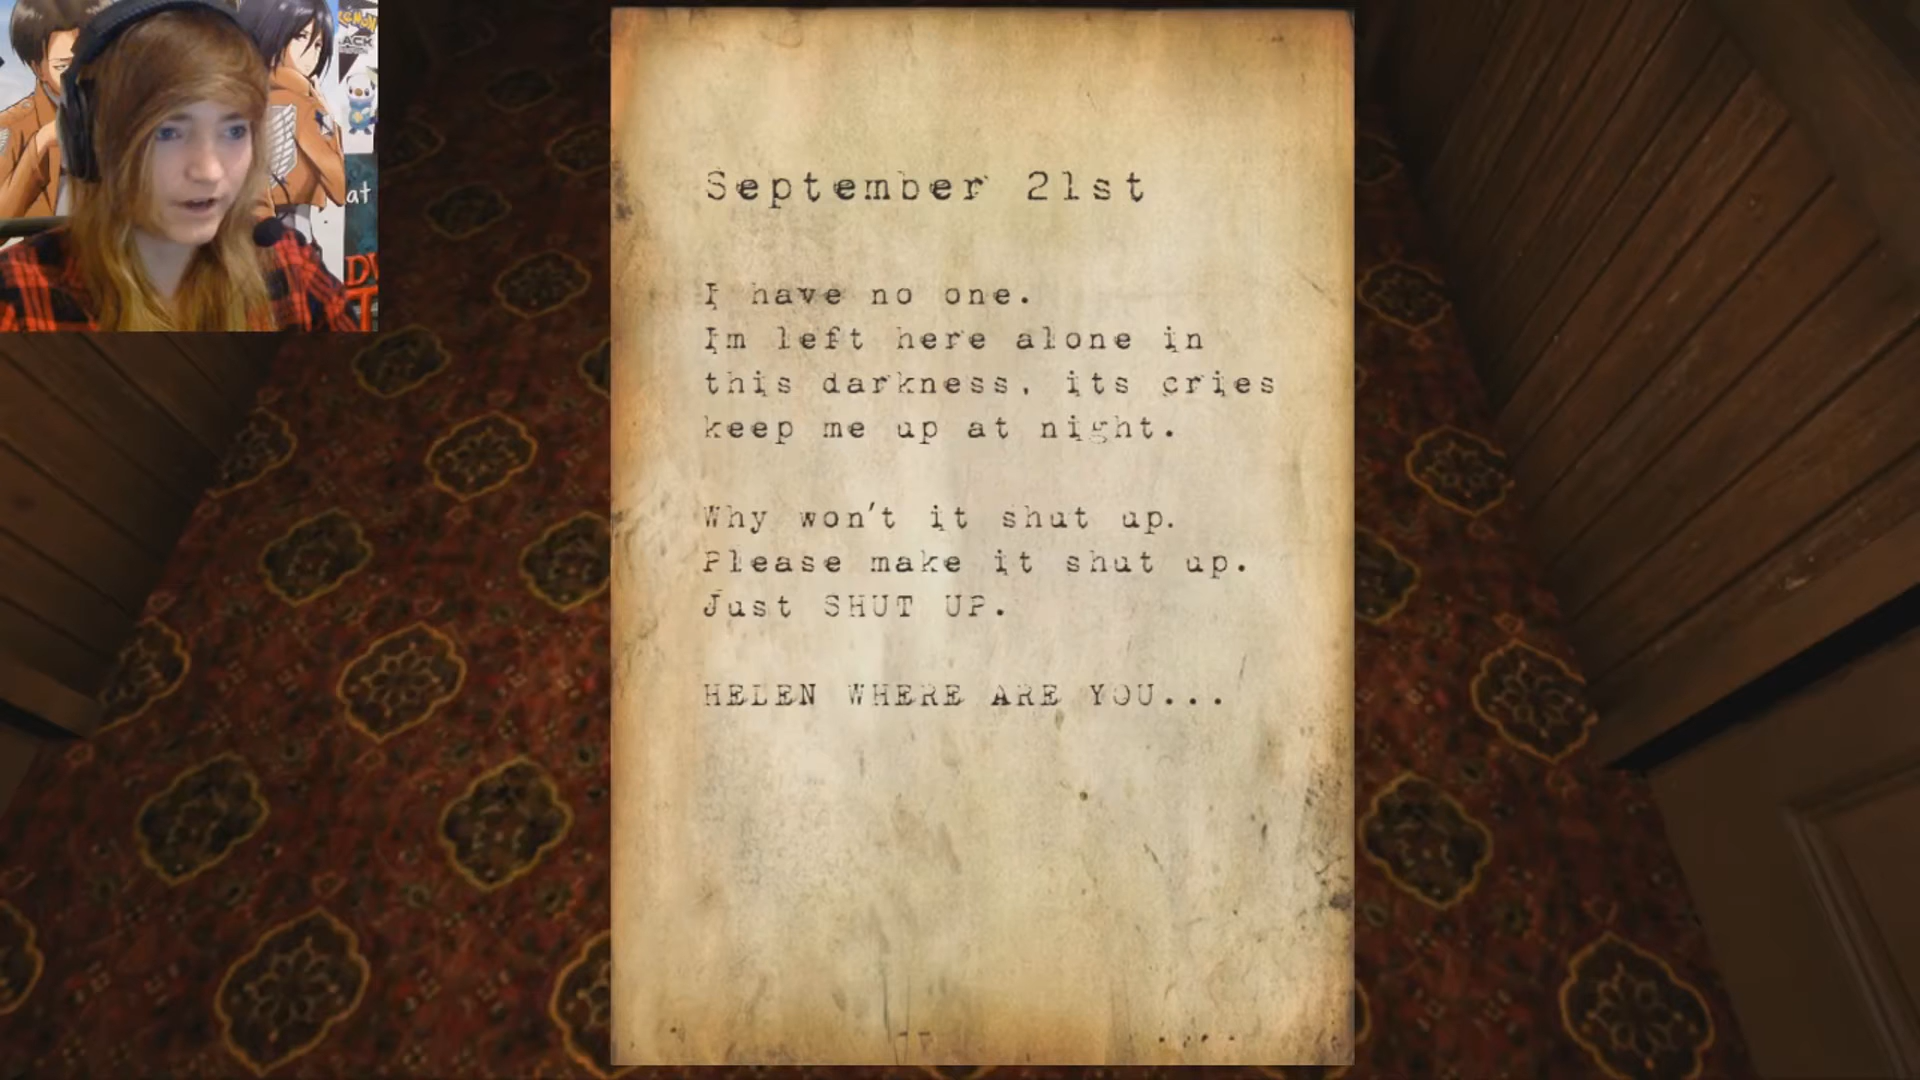 September 21st
I have no one.
Im left here alone in
this darkness, its cries
keep me up at night.
Why won't it shut up.
Please make it shut up.
Just SHUT UP.
HELEN WHERE ARE YOU...
at